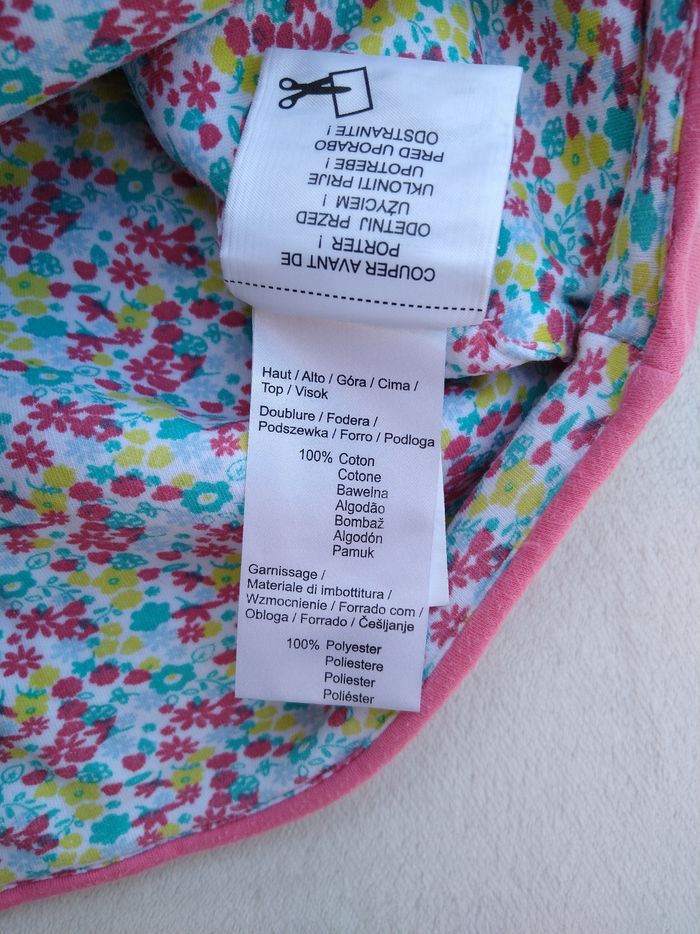 COUPER AVANT DE
PORTER !
ODETNIJ PRZED
UŻYCIEM !
UKLONITI PRIJE
UPOTREBE !
PRED UPORABO
ODSTRANITE !
Haut / Alto / Góra / Cima /
Top / Visok
Doublure / Fodera /
Podszewka / Forro / Podloga
100% Coton
Cotone
Bawełna
Algodão
Bombaž
Algodón
Pamuk
Garnissage /
Materiale di imbottitura /
Wzmocnienie / Forrado com /
Obloga / Forrado / Češljanje
100% Polyester
Poliestere
Poliester
Poliéster